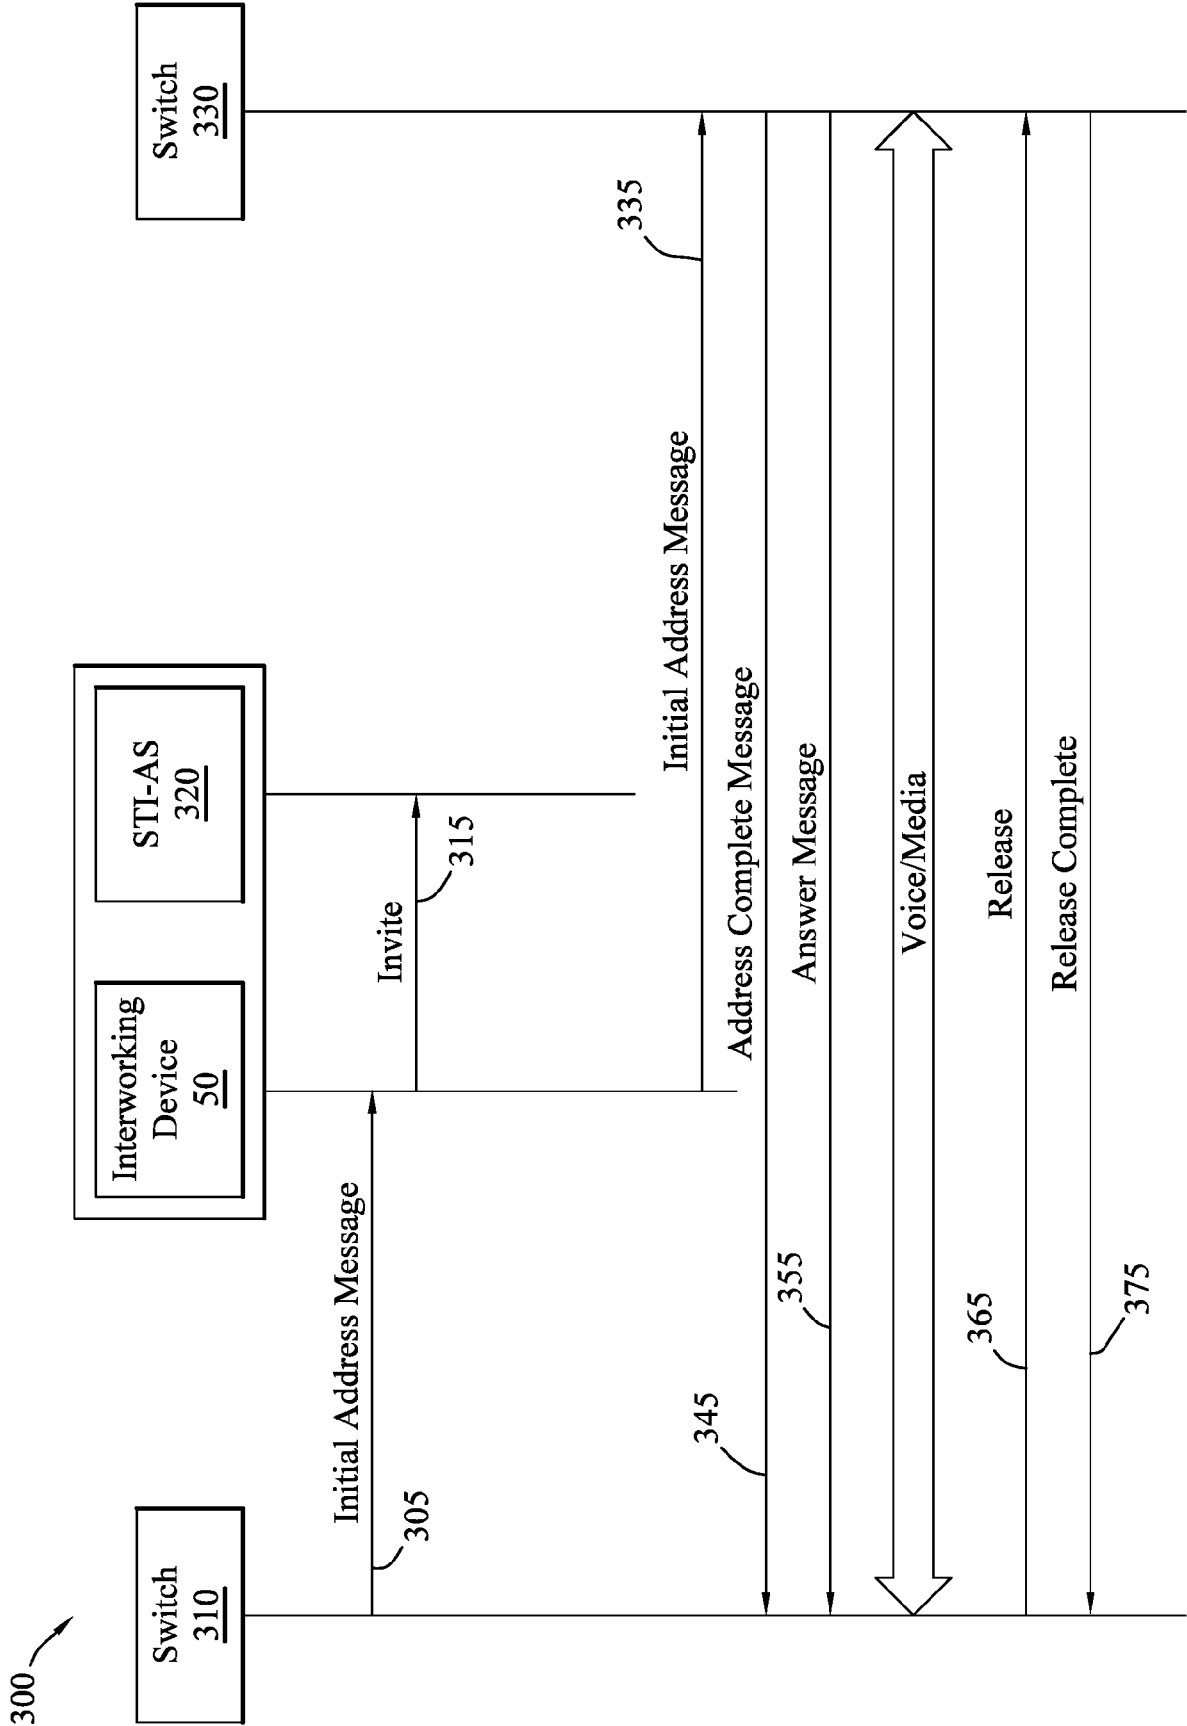 300
Switch
310
Interworking
Device
50
STI-AS
320
Switch
330
Initial Address Message
305
Invite
315
Initial Address Message
335
Address Complete Message
345
Answer Message
355
Voice/Media
Release
365
Release Complete
375